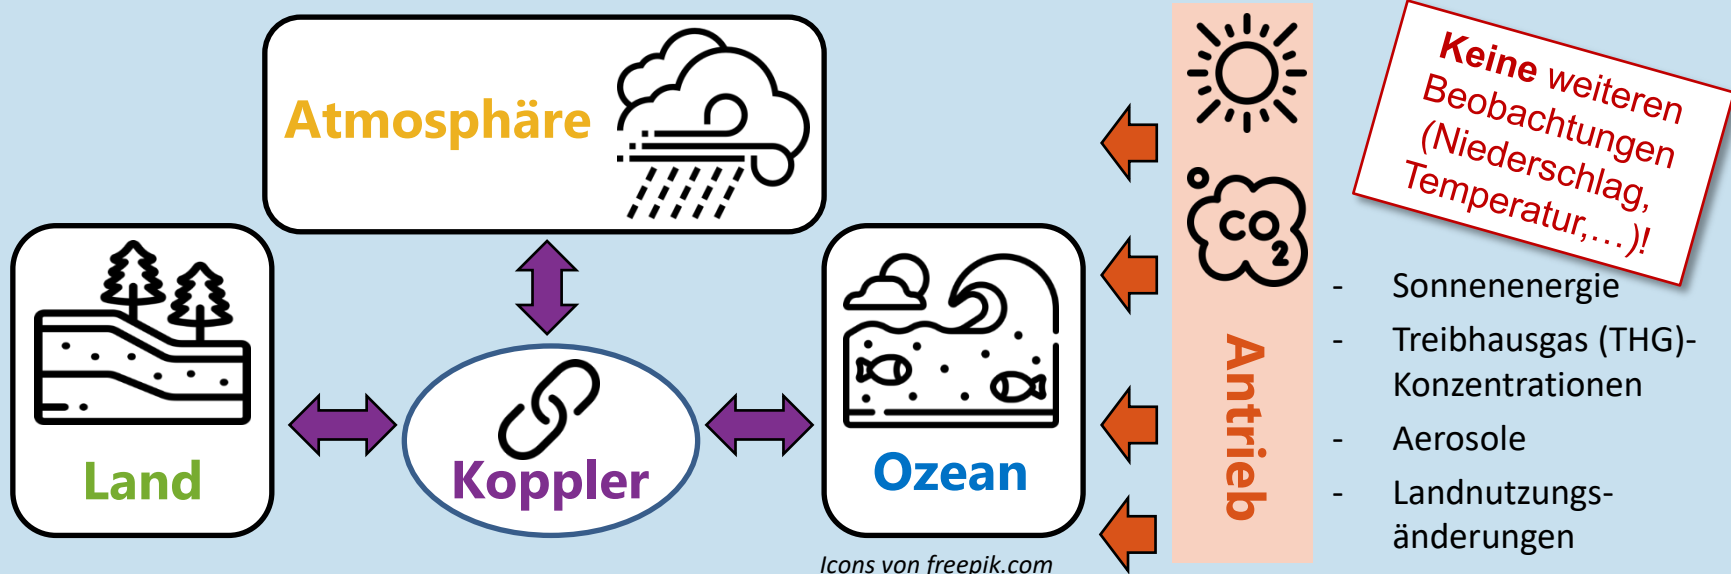 Atmosphäre
Land
Koppler
Ozean
Icons von freepik.com
CO2
Antrieb
Keine weiteren
Beobachtungen
(Niederschlag,
Temperatur,…)!
- Sonnenenergie
- Treibhausgas (THG)-
Konzentrationen
- Aerosole
- Landnutzungs-
änderungen